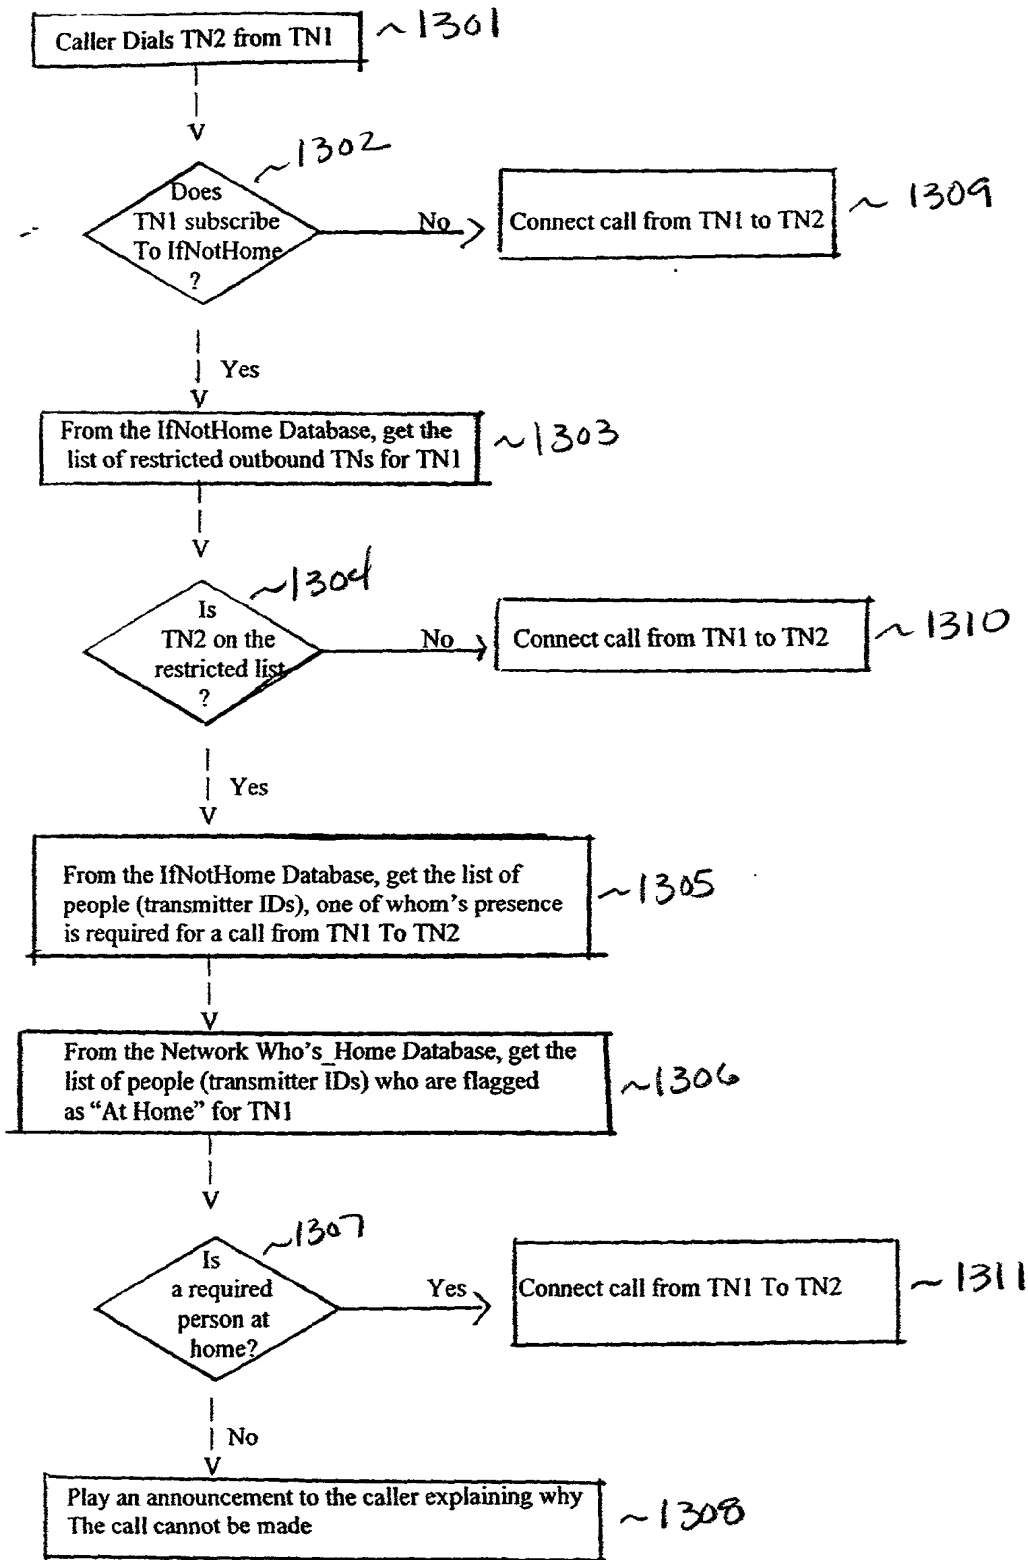 Caller Dials TN2 from TN1
~1301
V
~1302
Does
TN1 subscribe
To IfNotHome
?
No
Connect call from TN1 to TN2
~1309
Yes
V
From the IfNotHome Database, get the
list of restricted outbound TNs for TN1
~1303
V
~1304
Is
TN2 on the
restricted list
?
No
Connect call from TN1 to TN2
~1310
Yes
V
From the IfNotHome Database, get the list of
people (transmitter IDs), one of whom's presence
is required for a call from TN1 To TN2
~1305
V
From the Network Who's_Home Database, get the
list of people (transmitter IDs) who are flagged
as "At Home" for TN1
~1306
V
~1307
Is
a required
person at
home?
Yes
Connect call from TN1 To TN2
~1311
No
V
Play an announcement to the caller explaining why
The call cannot be made
~1308